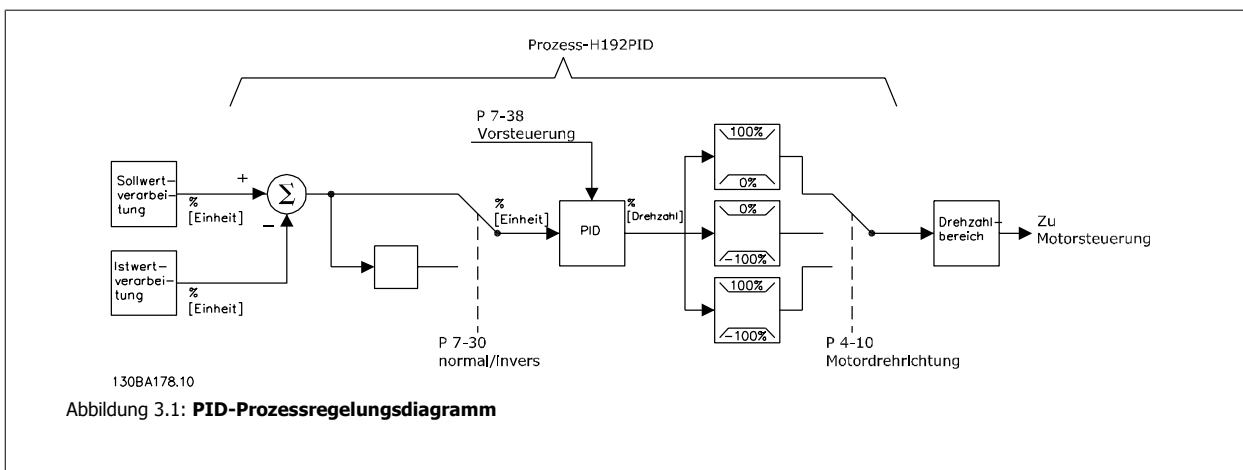 Prozess-H192PID
P 7-38
Vorsteuerung
100%
0%
Sollwert-
verarbei-
tung
+
%
[Einheit]
Σ
−
%
[Einheit]
PID
%
[Drehzahl]
0%
-100%
Drehzahl-
bereich
Zu
Motorsteuerung
Istwert-
verarbei-
tung
%
[Einheit]
100%
-100%
P 7-30
normal/invers
P 4-10
Motordrehrichtung
130BA178.10
Abbildung 3.1: PID-Prozessregelungsdiagramm